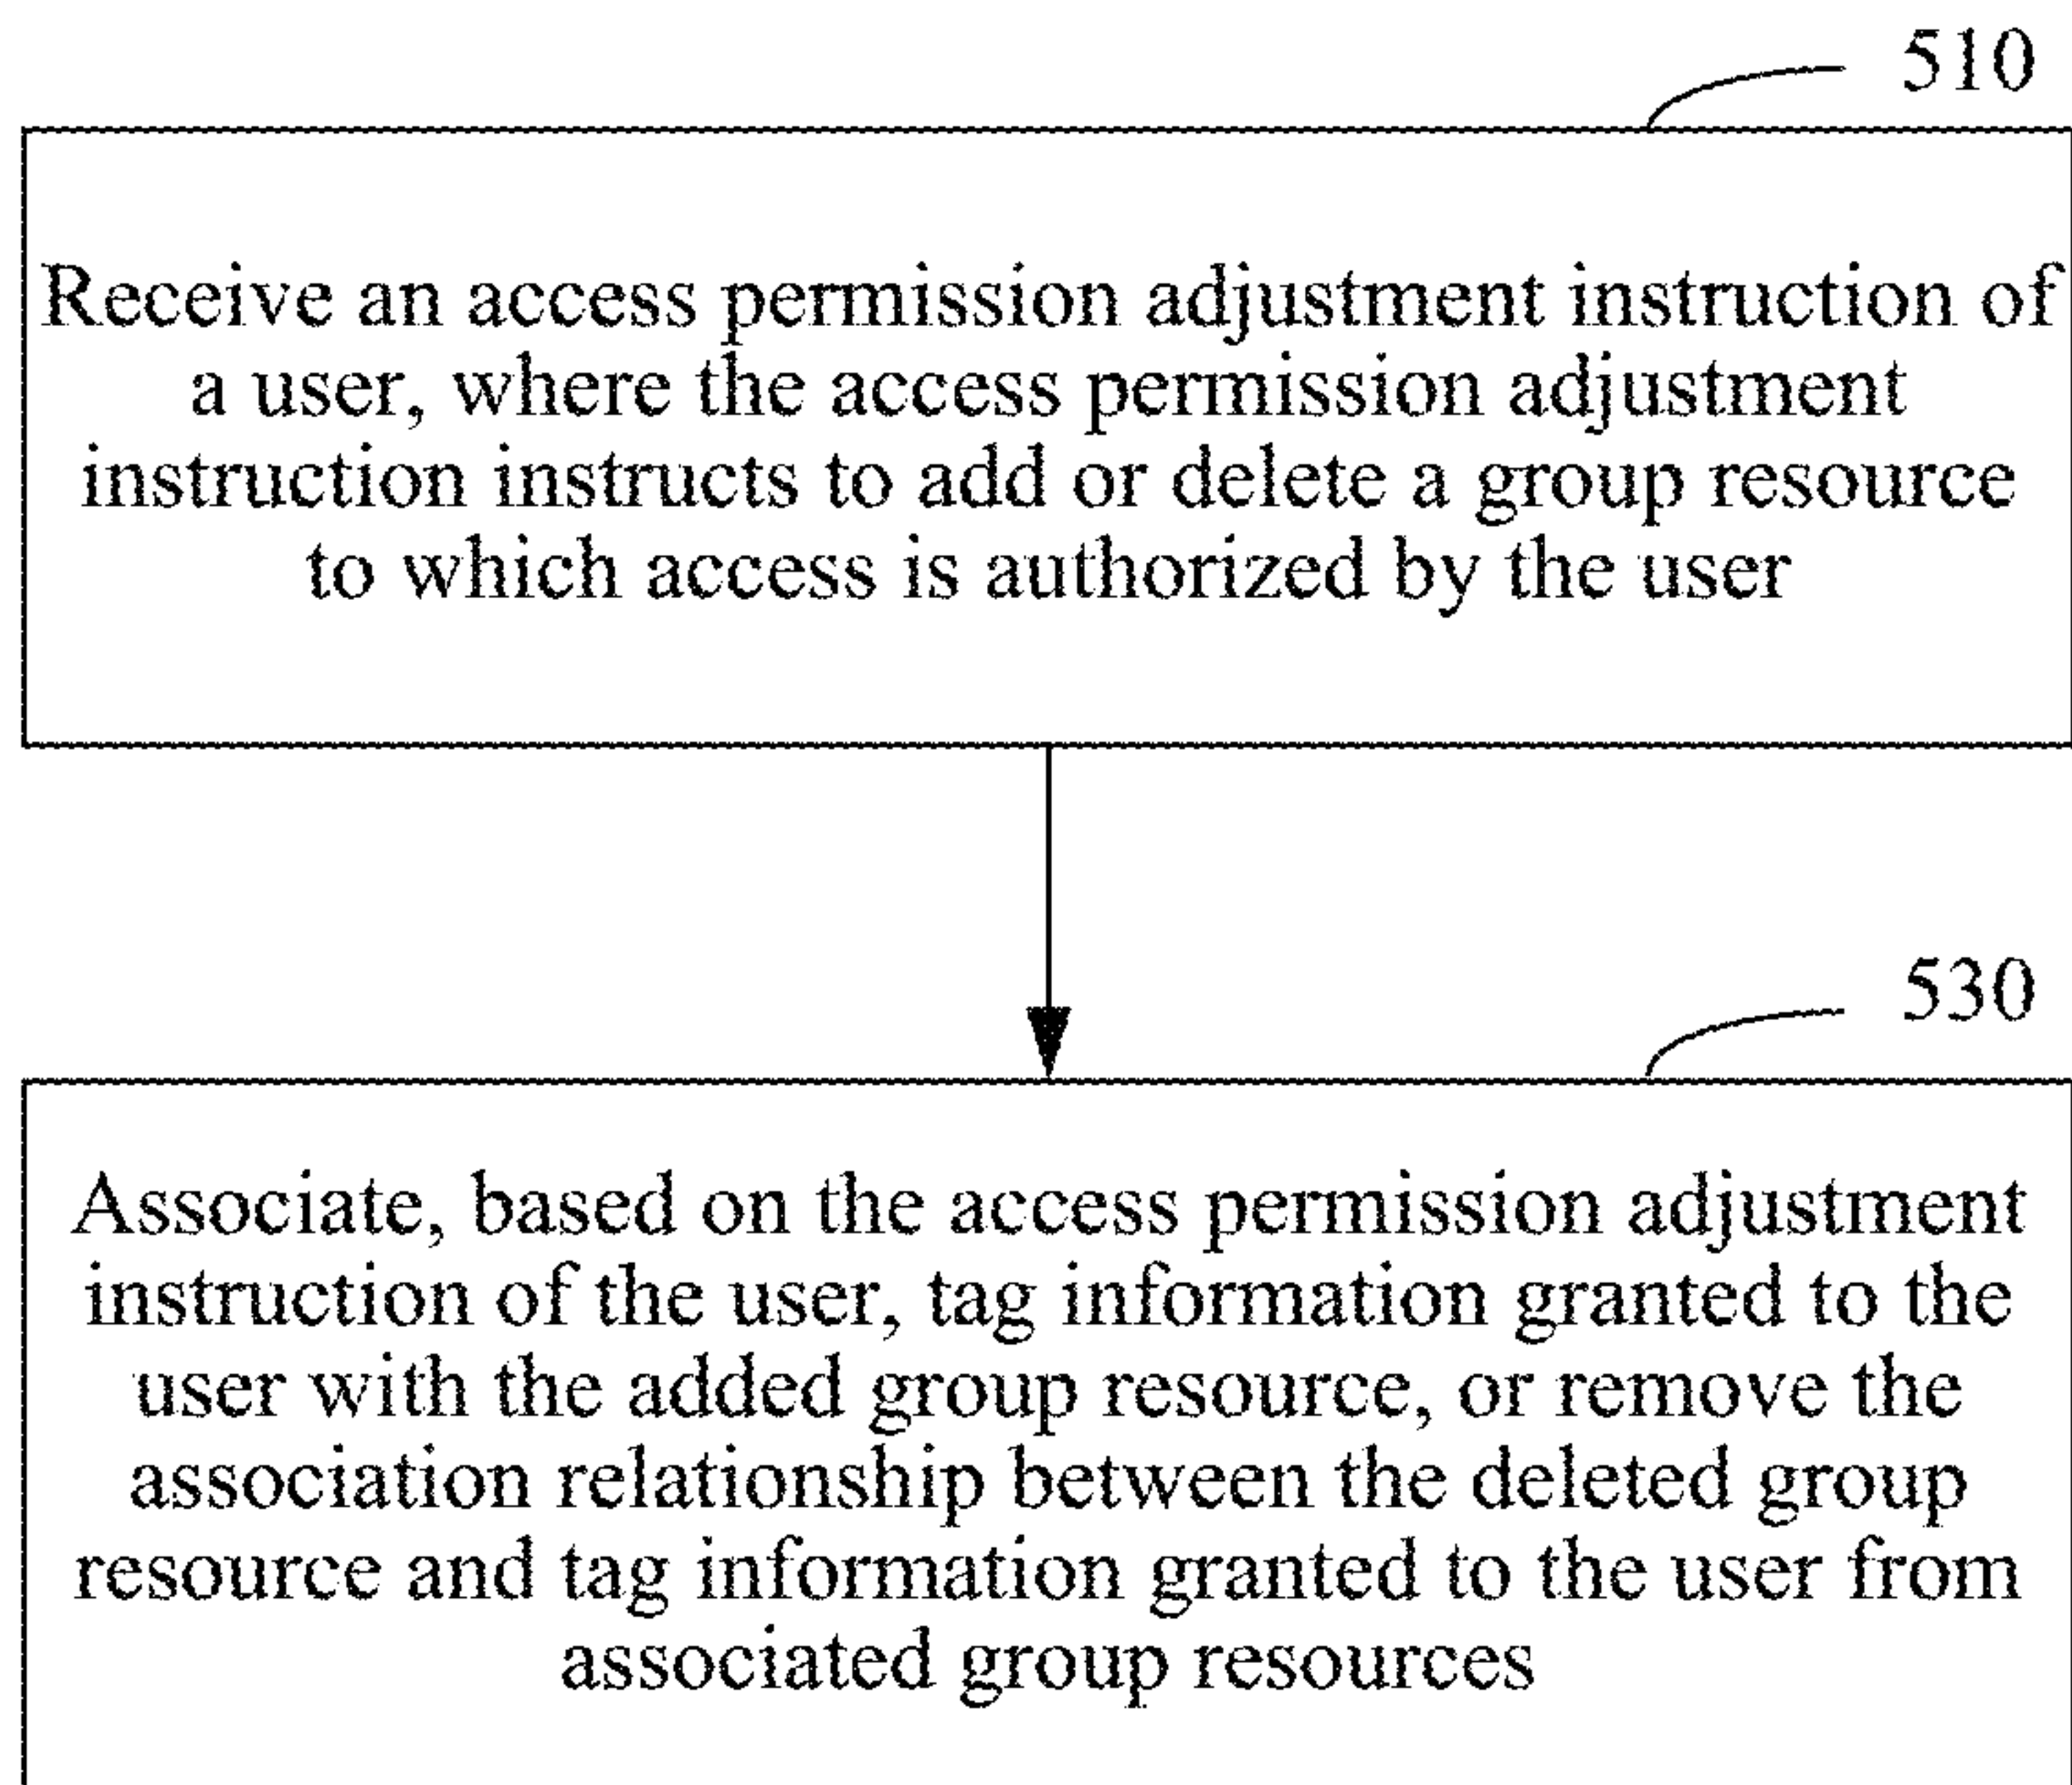 510
Receive an access permission adjustment instruction of
a user, where the access permission adjustment
instruction instructs to add or delete a group resource
to which access is authorized by the user
530
Associate, based on the access permission adjustment
instruction of the user, tag information granted to the
user with the added group resource, or remove the
association relationship between the deleted group
resource and tag information granted to the user from
associated group resources